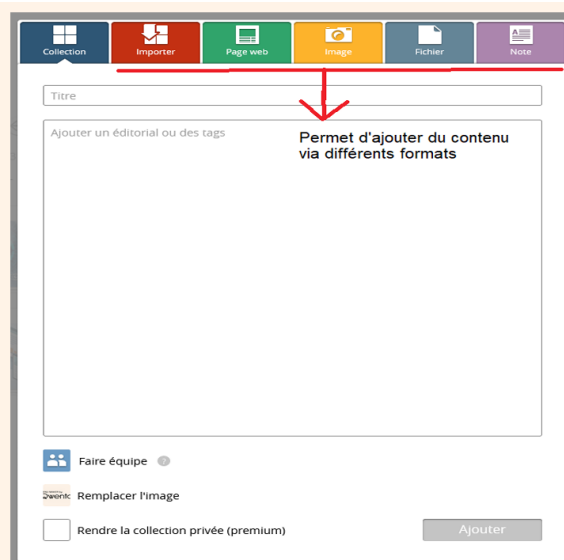 Collection
Importer
Page web
Image
Fichier
Note
Titre
Ajouter un éditorial ou des tags
Permet d'ajouter du contenu
via différents formats
Faire équipe ?
Remplacer l'image
Rendre la collection privée (premium)
Ajouter